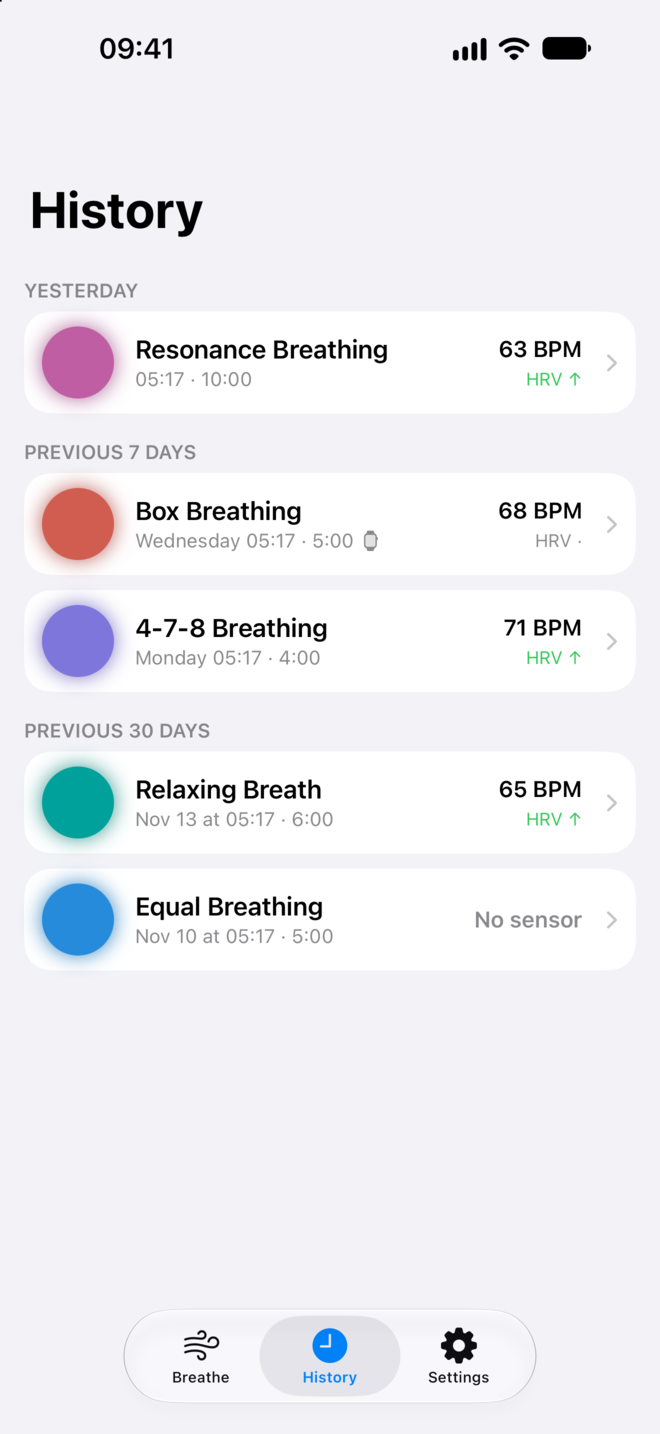 09:41
History
YESTERDAY
Resonance Breathing
63 BPM
05:17 · 10:00
HRV ↑
PREVIOUS 7 DAYS
Box Breathing
68 BPM
Wednesday 05:17 · 5:00
HRV ·
4-7-8 Breathing
71 BPM
Monday 05:17 · 4:00
HRV ↑
PREVIOUS 30 DAYS
Relaxing Breath
65 BPM
Nov 13 at 05:17 · 6:00
HRV ↑
Equal Breathing
No sensor
Nov 10 at 05:17 · 5:00
Breathe
History
Settings